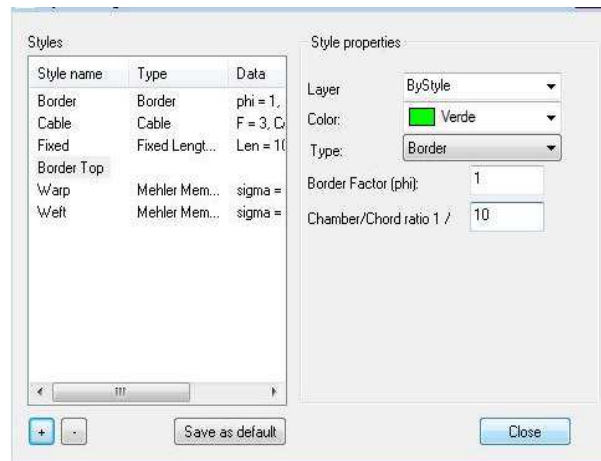 Styles
Style name Type Data
Border Border phi = 1,
Cable Cable F = 3, C
Fixed Fixed Lengt... Len = 1
Border Top
Warp Mehler Mem... sigma =
Weft Mehler Mem... sigma =
+ - Save as default
Style properties
Layer ByStyle
Color: Verde
Type: Border
Border Factor (phi): 1
Chamber/Chord ratio 1 / 10
Close